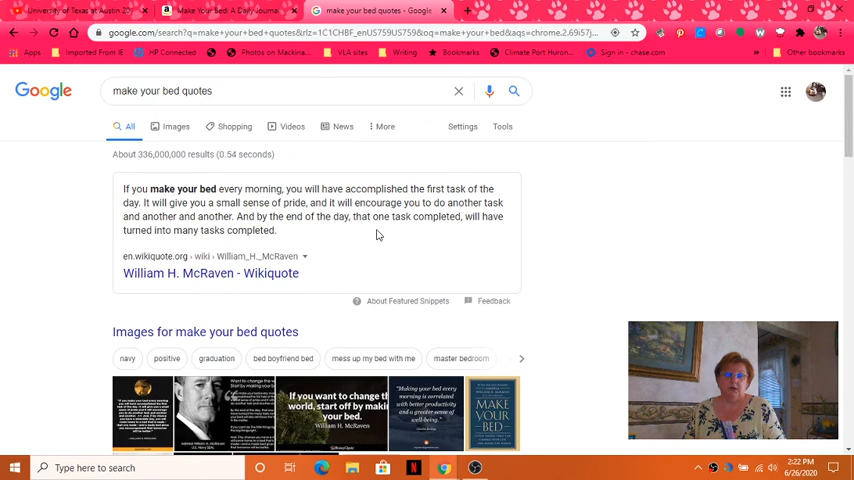 University of Texas at Austin 20
Make Your Bed: A Daily Journal
make your bed quotes - Google
google.com/search?q=make+your+bed+quotes&rlz=1C1CHBF_enUS759US759&oq=make+your+bed&aqs=chrome.2.69i57j...
Apps Imported From IE HP Connected Photos on Mackina... VLA sites Writing Bookmarks Climate Port Huron... Sign in - chase.com » Other bookmarks
Google
make your bed quotes
All Images Shopping Videos News More Settings Tools
About 336,000,000 results (0.54 seconds)
If you make your bed every morning, you will have accomplished the first task of the
day. It will give you a small sense of pride, and it will encourage you to do another task
and another and another. And by the end of the day, that one task completed, will have
turned into many tasks completed.
en.wikiquote.org › wiki › William_H._McRaven
William H. McRaven - Wikiquote
About Featured Snippets Feedback
Images for make your bed quotes
navy positive graduation bed boyfriend bed mess up my bed with me master bedroom
If you want to change the
world, start off by making
your bed.
William H. McRaven
"Making your bed every
morning is correlated
with better productivity
and a greater sense of
well-being."
MAKE
YOUR
BED
Type here to search
2:22 PM
6/26/2020